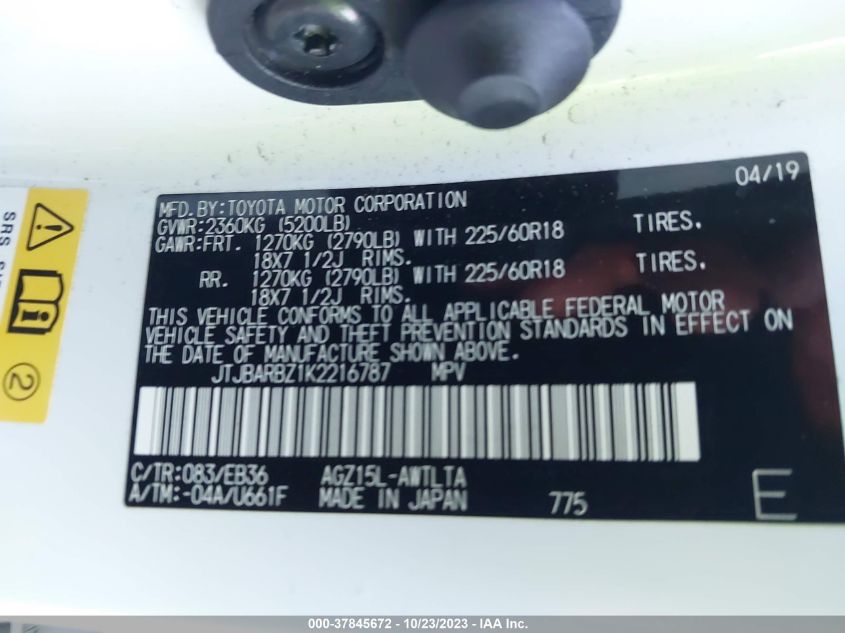 04/19
MFD. BY:TOYOTA MOTOR CORPORATION
GVWR:2360KG (5200LB)
GAWR:FRT. 1270KG (2790LB) WITH 225/60R18 TIRES.
18X7 1/2J RIMS.
RR. 1270KG (2790LB) WITH 225/60R18 TIRES.
18X7 1/2J RIMS.
THIS VEHICLE CONFORMS TO ALL APPLICABLE FEDERAL MOTOR
VEHICLE SAFETY AND THEFT PREVENTION STANDARDS IN EFFECT ON
THE DATE OF MANUFACTURE SHOWN ABOVE.
JTJBARBZ1K2216787 MPV
C/TR:083/EB36 AGZ15L-AWTLTA
A/TM:-04A/U661F MADE IN JAPAN 775 E
SRS
2
000-37845672 - 10/23/2023 - IAA Inc.